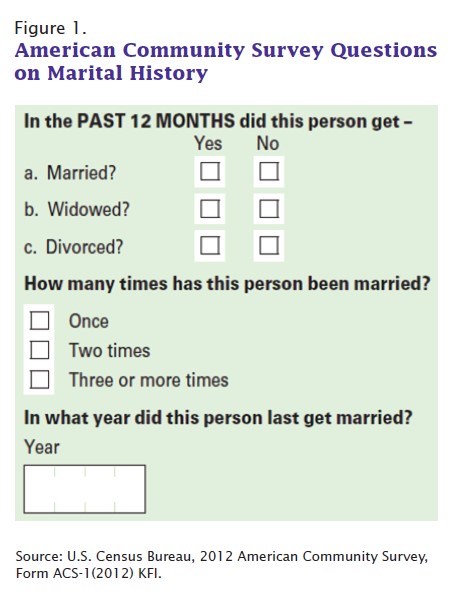 Figure 1.
American Community Survey Questions
on Marital History
In the PAST 12 MONTHS did this person get –
Yes No
a. Married?
b. Widowed?
c. Divorced?
How many times has this person been married?
Once
Two times
Three or more times
In what year did this person last get married?
Year
Source: U.S. Census Bureau, 2012 American Community Survey,
Form ACS-1(2012) KFI.